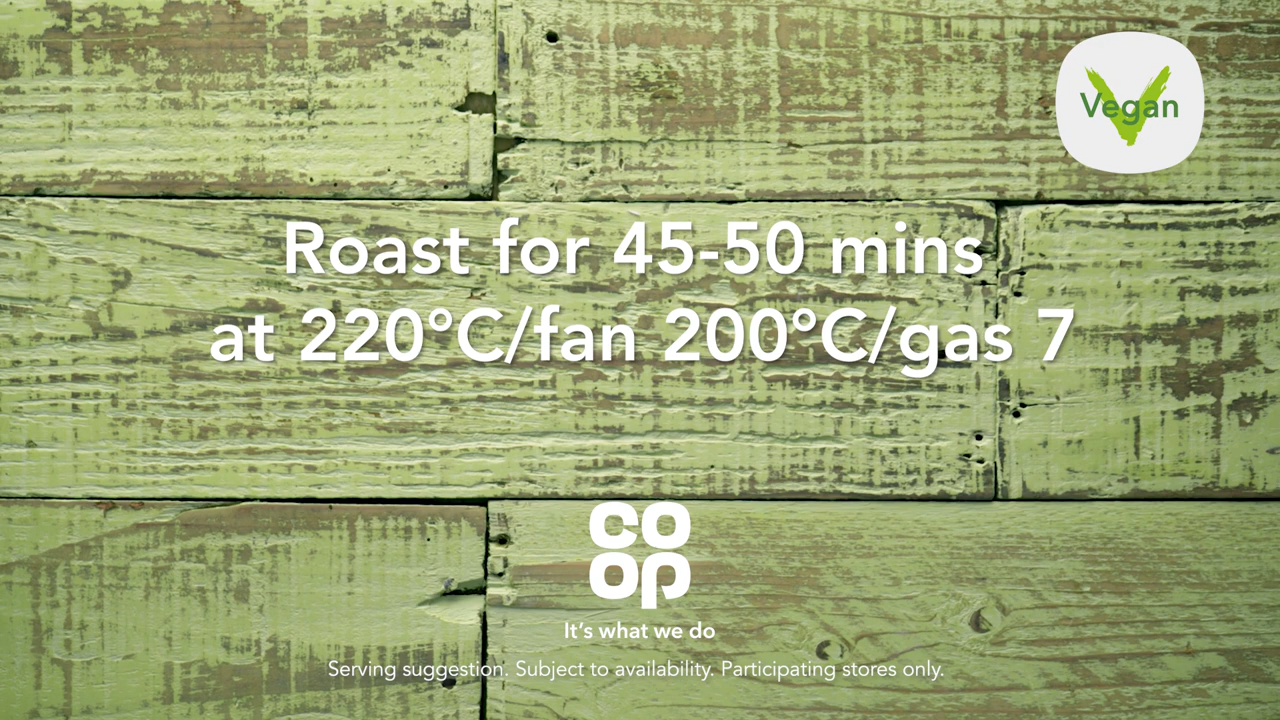 Vegan
Roast for 45-50 mins
at 220°C/fan 200°C/gas 7
co
op
It's what we do
Serving suggestion. Subject to availability. Participating stores only.